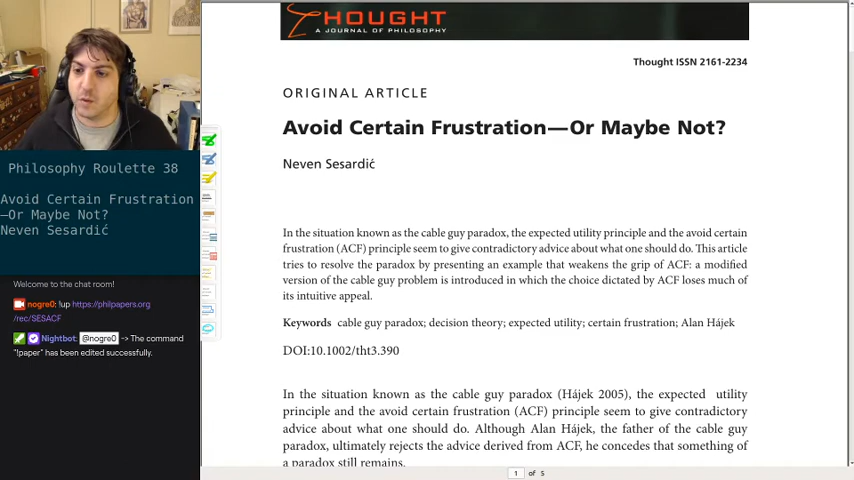 THOUGHT
A JOURNAL OF PHILOSOPHY
Thought ISSN 2161-2234
ORIGINAL ARTICLE
Avoid Certain Frustration—Or Maybe Not?
Neven Sesardić
In the situation known as the cable guy paradox, the expected utility principle and the avoid certain
frustration (ACF) principle seem to give contradictory advice about what one should do. This article
tries to resolve the paradox by presenting an example that weakens the grip of ACF: a modified
version of the cable guy problem is introduced in which the choice dictated by ACF loses much of
its intuitive appeal.
Keywords cable guy paradox; decision theory; expected utility; certain frustration; Alan Hájek
DOI:10.1002/tht3.390
In the situation known as the cable guy paradox (Hájek 2005), the expected utility
principle and the avoid certain frustration (ACF) principle seem to give contradictory
advice about what one should do. Although Alan Hájek, the father of the cable guy
paradox, ultimately rejects the advice derived from ACF, he concedes that something of
a paradox still remains.
1 of 5
Philosophy Roulette 38
Avoid Certain Frustration
—Or Maybe Not?
Neven Sesardić
Welcome to the chat room!
nogre0: !up https://philpapers.org
/rec/SESACF
Nightbot: @nogre0 -> The command
"!paper" has been edited successfully.